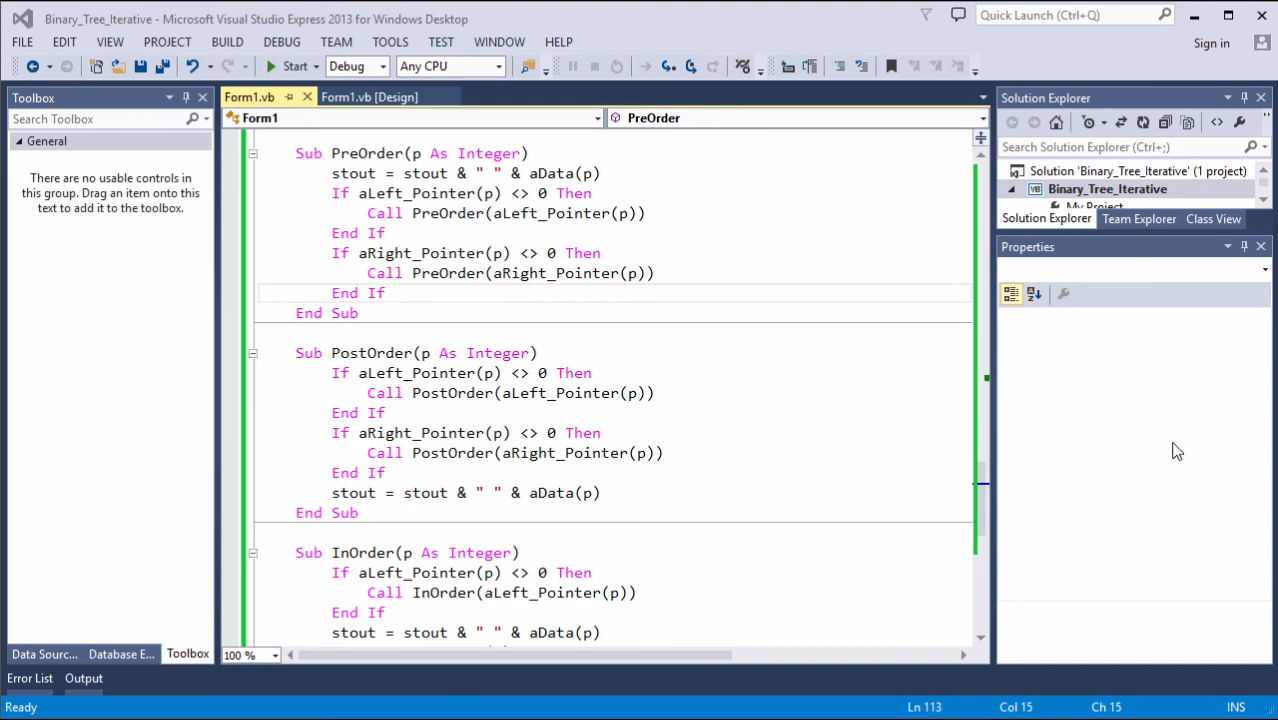 Binary_Tree_Iterative - Microsoft Visual Studio Express 2013 for Windows Desktop
Quick Launch (Ctrl+Q)
FILE EDIT VIEW PROJECT BUILD DEBUG TEAM TOOLS TEST WINDOW HELP
Sign in
Start Debug Any CPU
Toolbox
Search Toolbox
General
There are no usable controls in
this group. Drag an item onto this
text to add it to the toolbox.
Data Sourc... Database E... Toolbox
Form1.vb Form1.vb [Design]
Form1 PreOrder
Sub PreOrder(p As Integer)
stout = stout & " " & aData(p)
If aLeft_Pointer(p) <> 0 Then
Call PreOrder(aLeft_Pointer(p))
End If
If aRight_Pointer(p) <> 0 Then
Call PreOrder(aRight_Pointer(p))
End If
End Sub
Sub PostOrder(p As Integer)
If aLeft_Pointer(p) <> 0 Then
Call PostOrder(aLeft_Pointer(p))
End If
If aRight_Pointer(p) <> 0 Then
Call PostOrder(aRight_Pointer(p))
End If
stout = stout & " " & aData(p)
End Sub
Sub InOrder(p As Integer)
If aLeft_Pointer(p) <> 0 Then
Call InOrder(aLeft_Pointer(p))
End If
stout = stout & " " & aData(p)
100 %
Solution Explorer
Search Solution Explorer (Ctrl+;)
Solution 'Binary_Tree_Iterative' (1 project)
VB Binary_Tree_Iterative
My Project
Solution Explorer Team Explorer Class View
Properties
Error List Output
Ready Ln 113 Col 15 Ch 15 INS